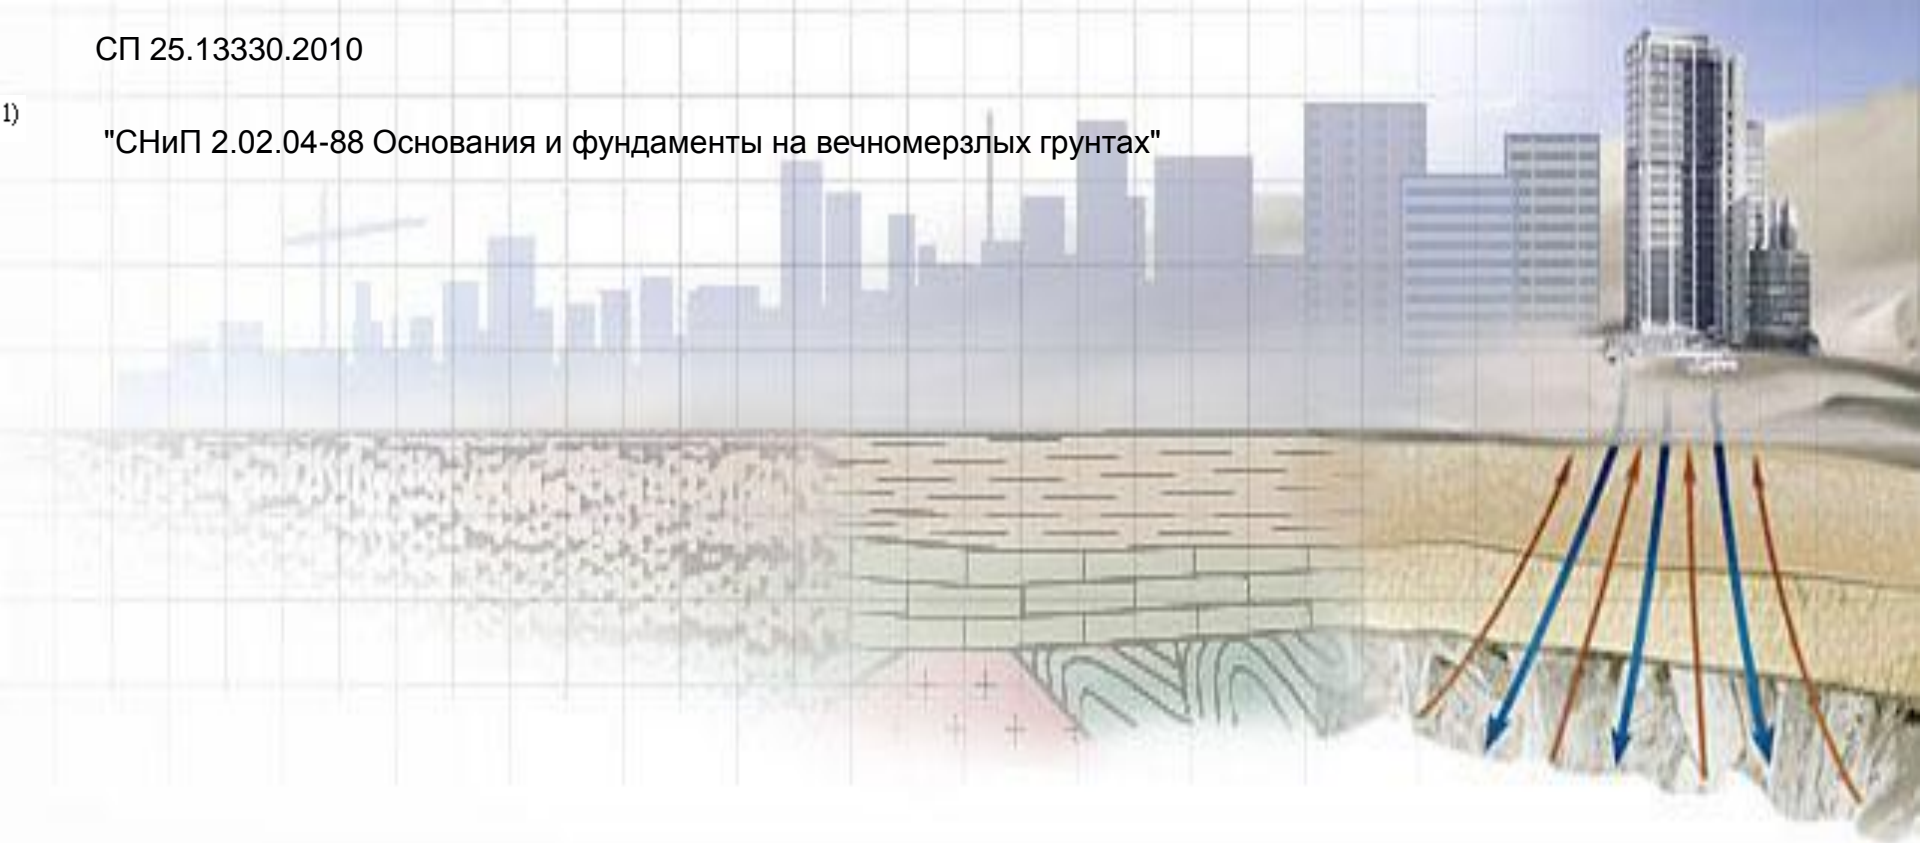 СП 25.13330.2010
1)
"СНиП 2.02.04-88 Основания и фундаменты на вечномерзлых грунтах"